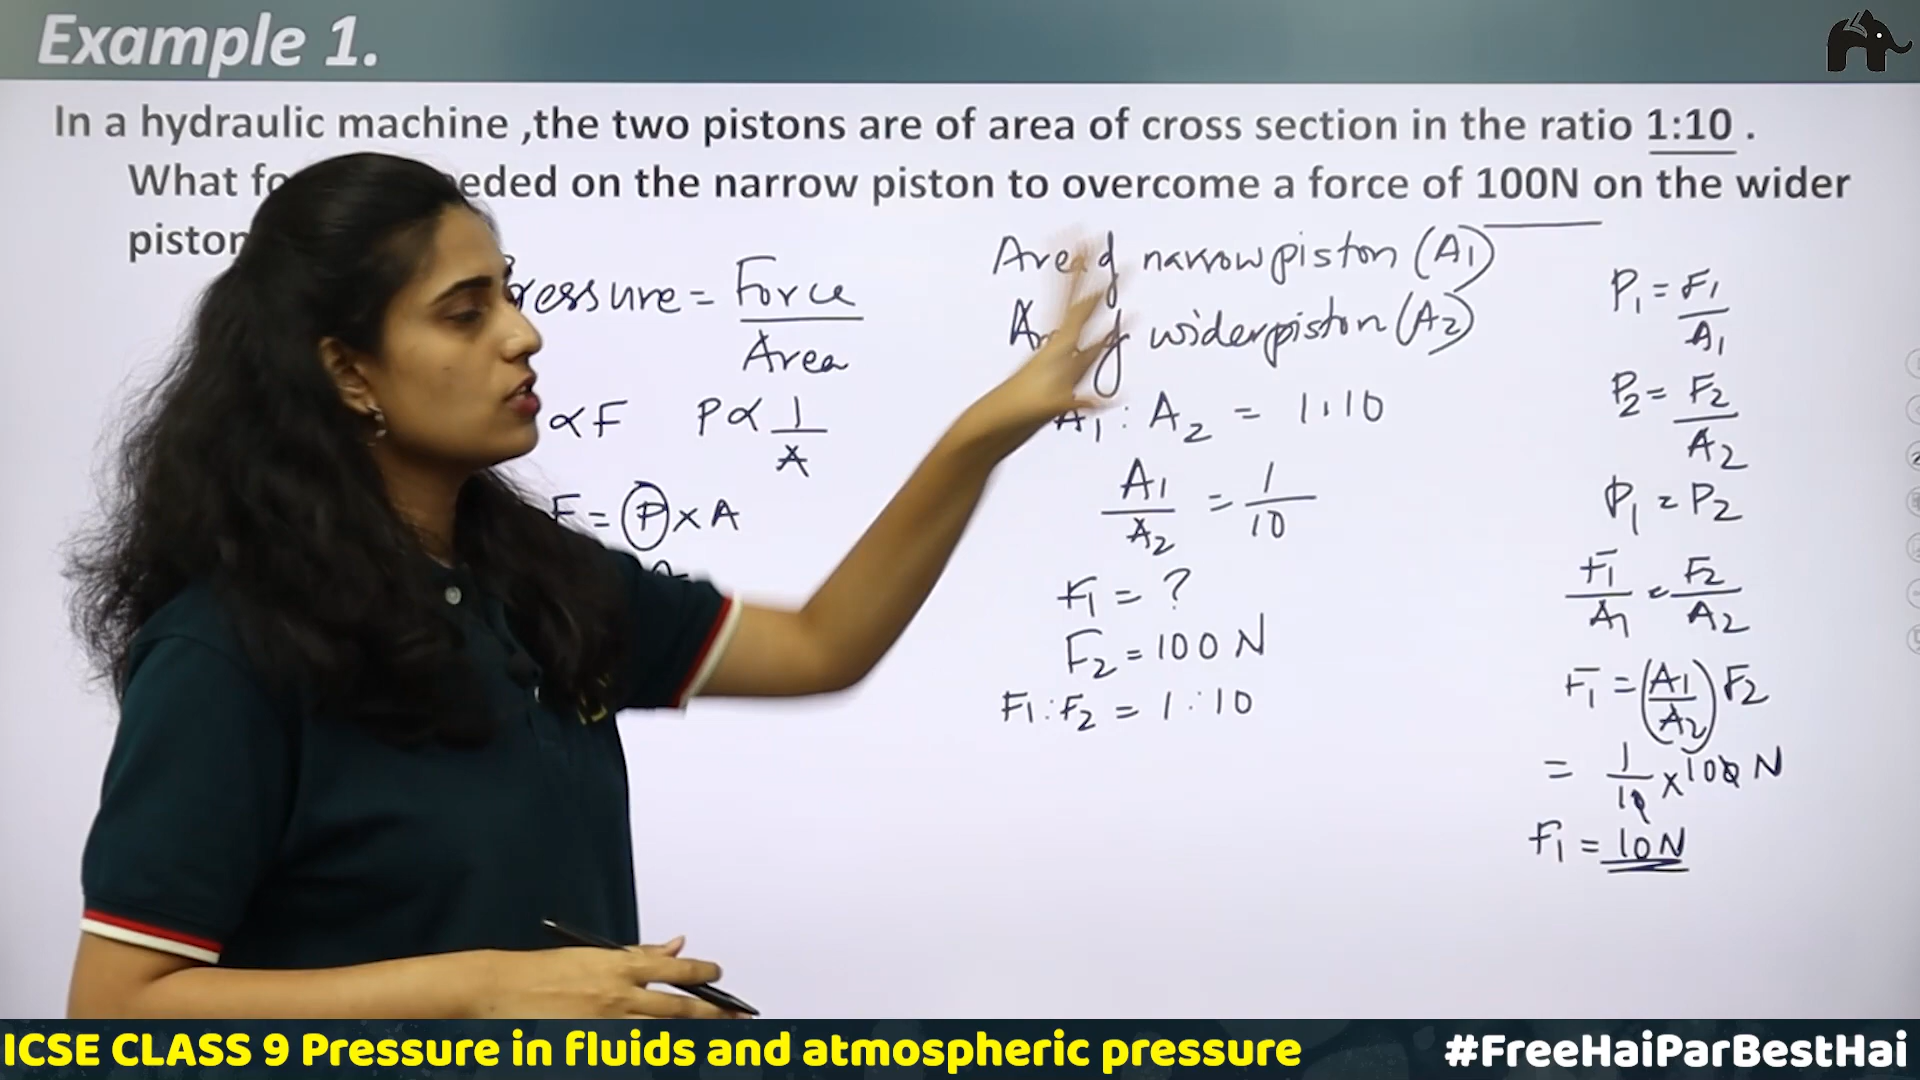 Example 1.
In a hydraulic machine ,the two pistons are of area of cross section in the ratio 1:10 .
What fo eded on the narrow piston to overcome a force of 100N on the wider
piston
ressure = Force / Area
∝ F P ∝ 1 / A
F = P × A
Area of narrow piston (A1)
of wider piston (A2)
A1 : A2 = 1:10
A1 / A2 = 1 / 10
F1 = ?
F2 = 100 N
F1 : F2 = 1 : 10
P1 = F1 / A1
P2 = F2 / A2
P1 = P2
F1 / A1 = F2 / A2
F1 = (A1 / A2) F2
= 1 / 10 × 100 N
F1 = 10N
ICSE CLASS 9 Pressure in fluids and atmospheric pressure
#FreeHaiParBestHai